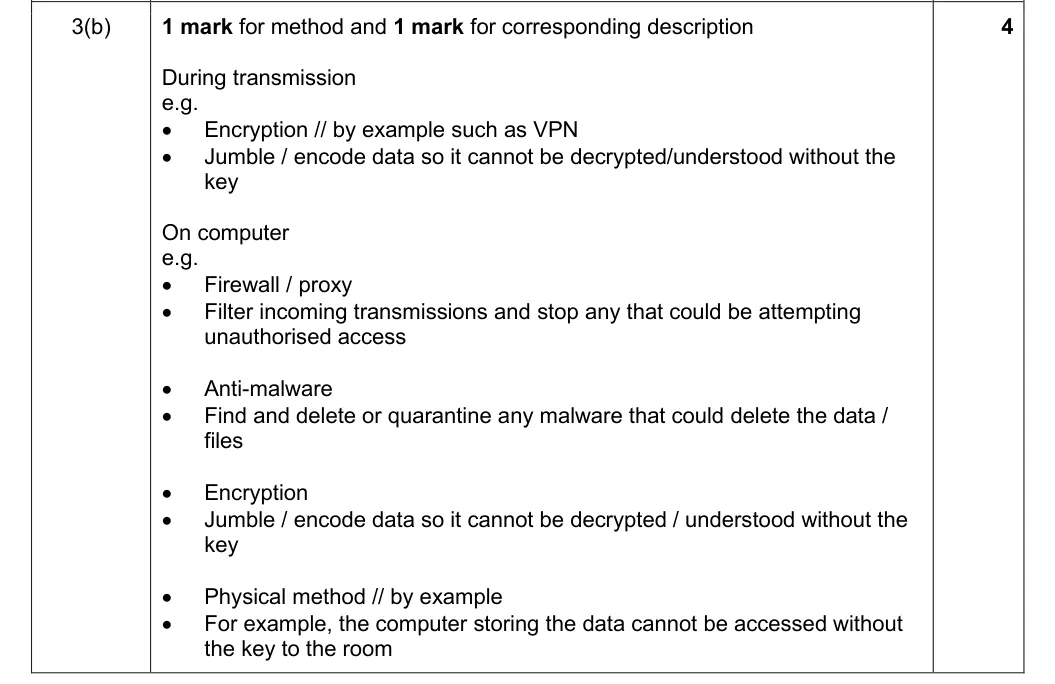 3(b)
1 mark for method and 1 mark for corresponding description
4
During transmission
e.g.
• Encryption // by example such as VPN
• Jumble / encode data so it cannot be decrypted/understood without the
key
On computer
e.g.
• Firewall / proxy
• Filter incoming transmissions and stop any that could be attempting
unauthorised access
• Anti-malware
• Find and delete or quarantine any malware that could delete the data /
files
• Encryption
• Jumble / encode data so it cannot be decrypted / understood without the
key
• Physical method // by example
• For example, the computer storing the data cannot be accessed without
the key to the room